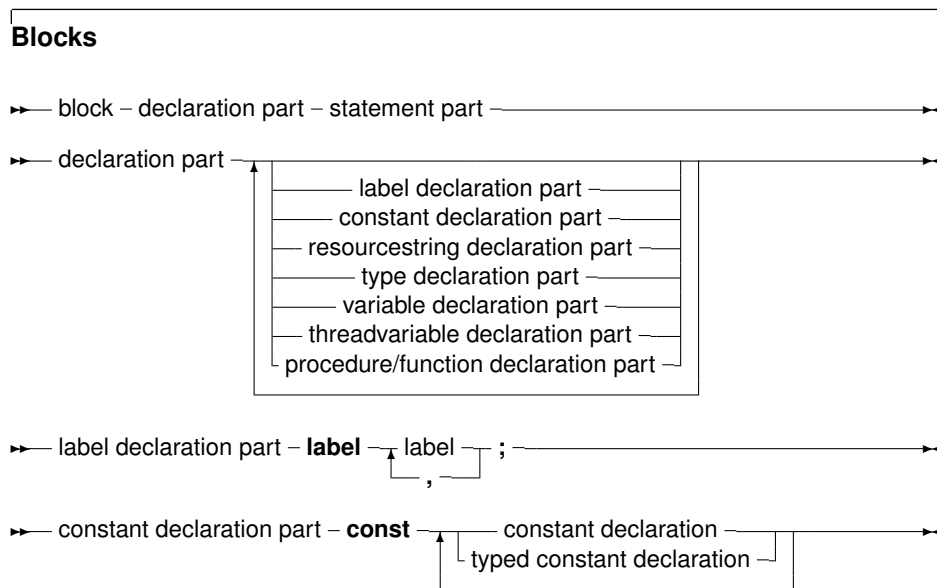 Blocks
block declaration part statement part
declaration part
label declaration part
constant declaration part
resourcestring declaration part
type declaration part
variable declaration part
threadvariable declaration part
procedure/function declaration part
label declaration part label label ;
,
constant declaration part const constant declaration
typed constant declaration